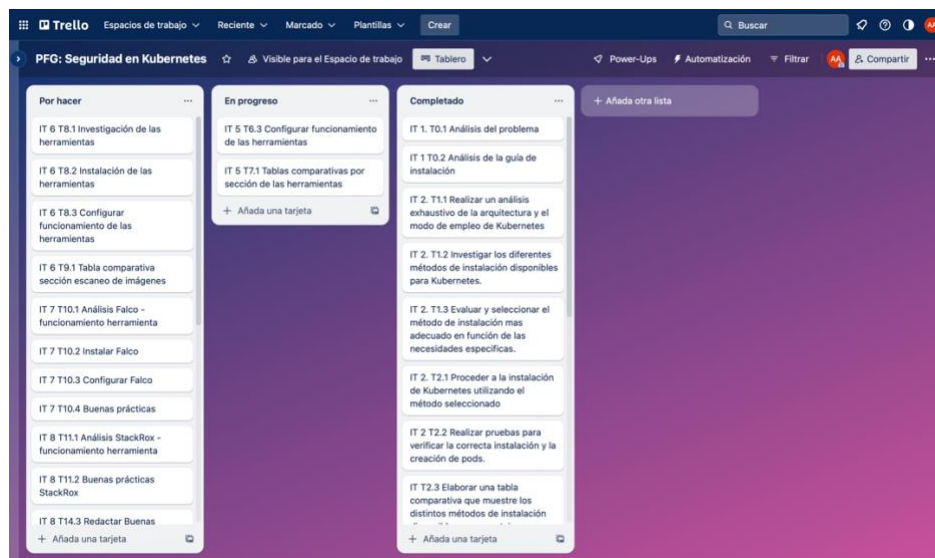 Trello Espacios de trabajo Reciente Marcado Plantillas Crear Buscar AA
PFG: Seguridad en Kubernetes Visible para el Espacio de trabajo Tablero Power-Ups Automatización Filtrar AA Compartir
Por hacer
IT 6 T8.1 Investigación de las
herramientas
IT 6 T8.2 Instalación de las
herramientas
IT 6 T8.3 Configurar
funcionamiento de las
herramientas
IT 6 T9.1 Tabla comparativa
sección escaneo de imágenes
IT 7 T10.1 Análisis Falco -
funcionamiento herramienta
IT 7 T10.2 Instalar Falco
IT 7 T10.3 Configurar Falco
IT 7 T10.4 Buenas prácticas
IT 8 T11.1 Análisis StackRox -
funcionamiento herramienta
IT 8 T11.2 Buenas prácticas
StackRox
IT 8 T14.3 Redactar Buenas
+ Añada una tarjeta
En progreso
IT 5 T6.3 Configurar funcionamiento
de las herramientas
IT 5 T7.1 Tablas comparativas por
sección de las herramientas
+ Añada una tarjeta
Completado
IT 1. T0.1 Análisis del problema
IT 1 T0.2 Análisis de la guía de
instalación
IT 2. T1.1 Realizar un análisis
exhaustivo de la arquitectura y el
modo de empleo de Kubernetes
IT 2. T1.2 Investigar los diferentes
métodos de instalación disponibles
para Kubernetes.
IT 2. T1.3 Evaluar y seleccionar el
método de instalación mas
adecuado en función de las
necesidades especificas.
IT 2. T2.1 Proceder a la instalación
de Kubernetes utilizando el
método seleccionado
IT 2 T2.2 Realizar pruebas para
verificar la correcta instalación y la
creación de pods.
IT T2.3 Elaborar una tabla
comparativa que muestre los
distintos métodos de instalación
+ Añada una tarjeta
+ Añada otra lista